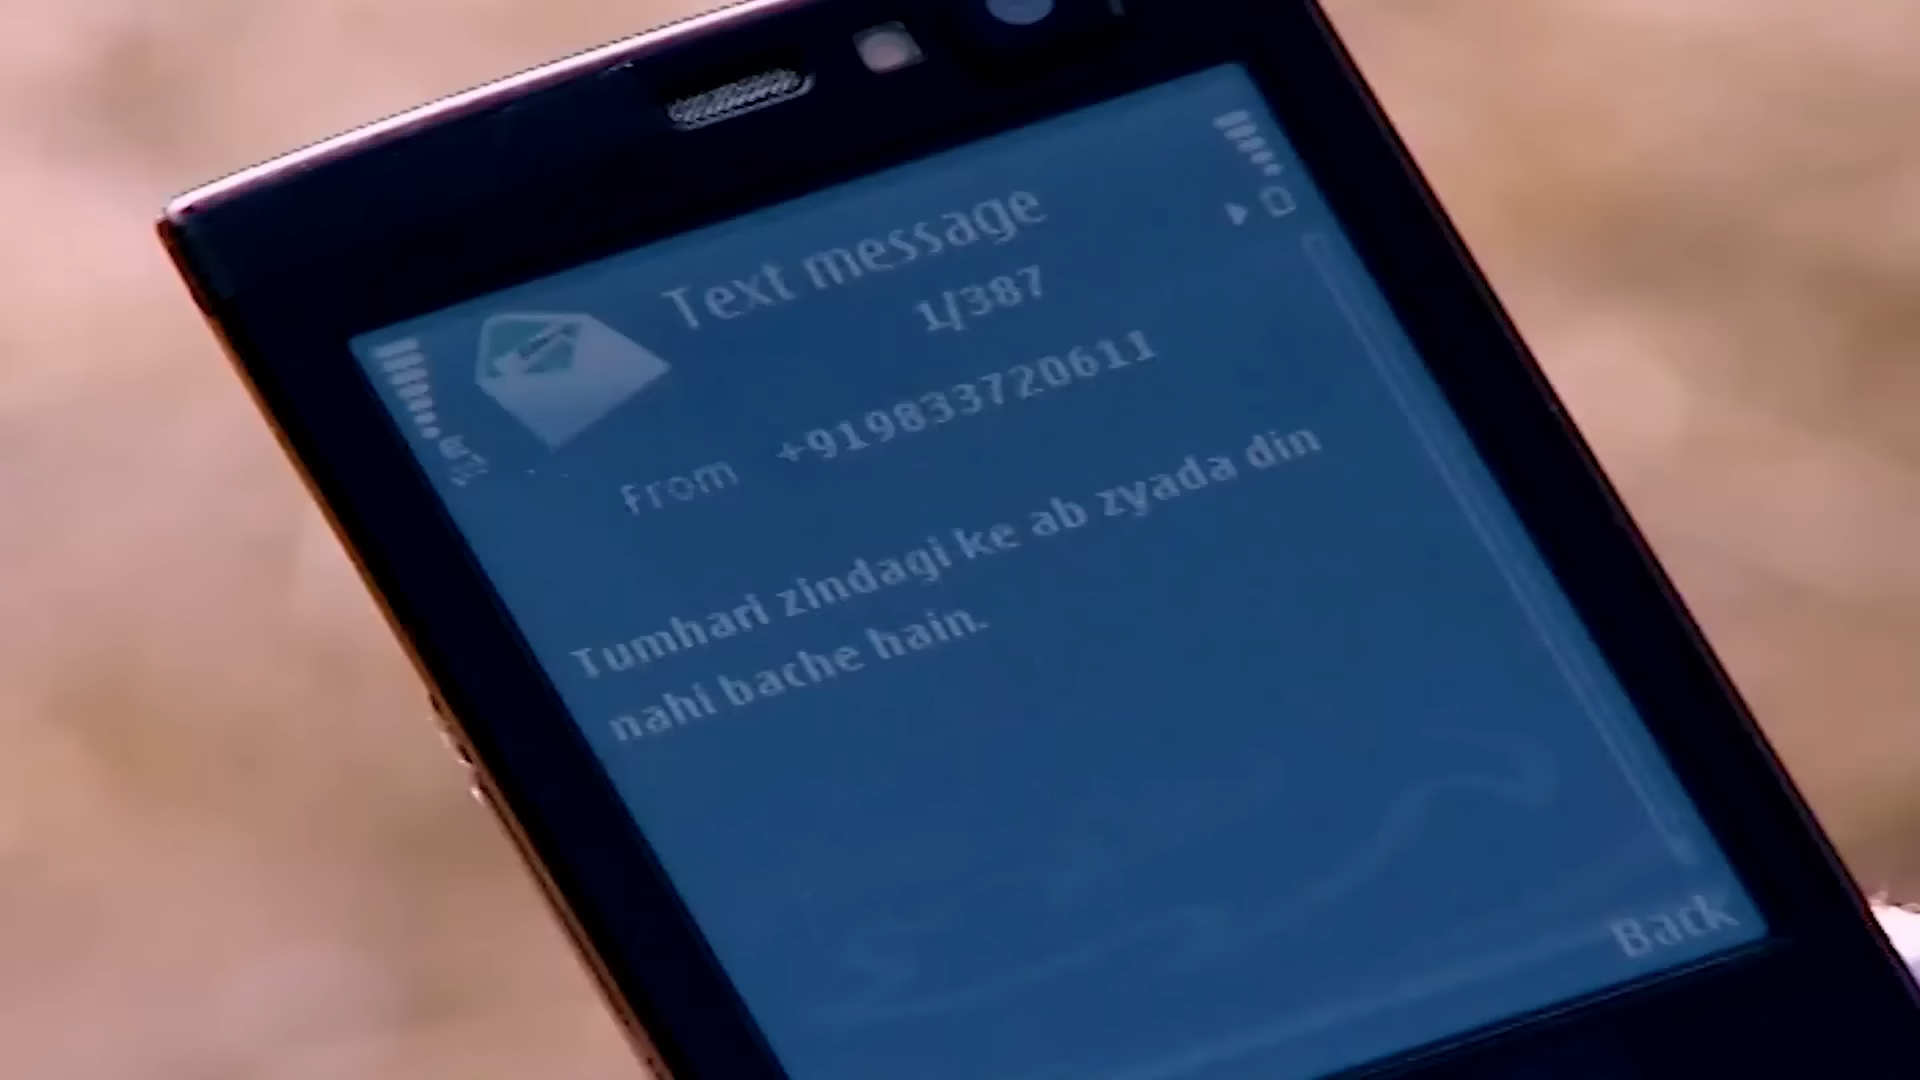 Text message
1/387
From +919833720611
Tumhari zindagi ke ab zyada din
nahi bache hain.
Back